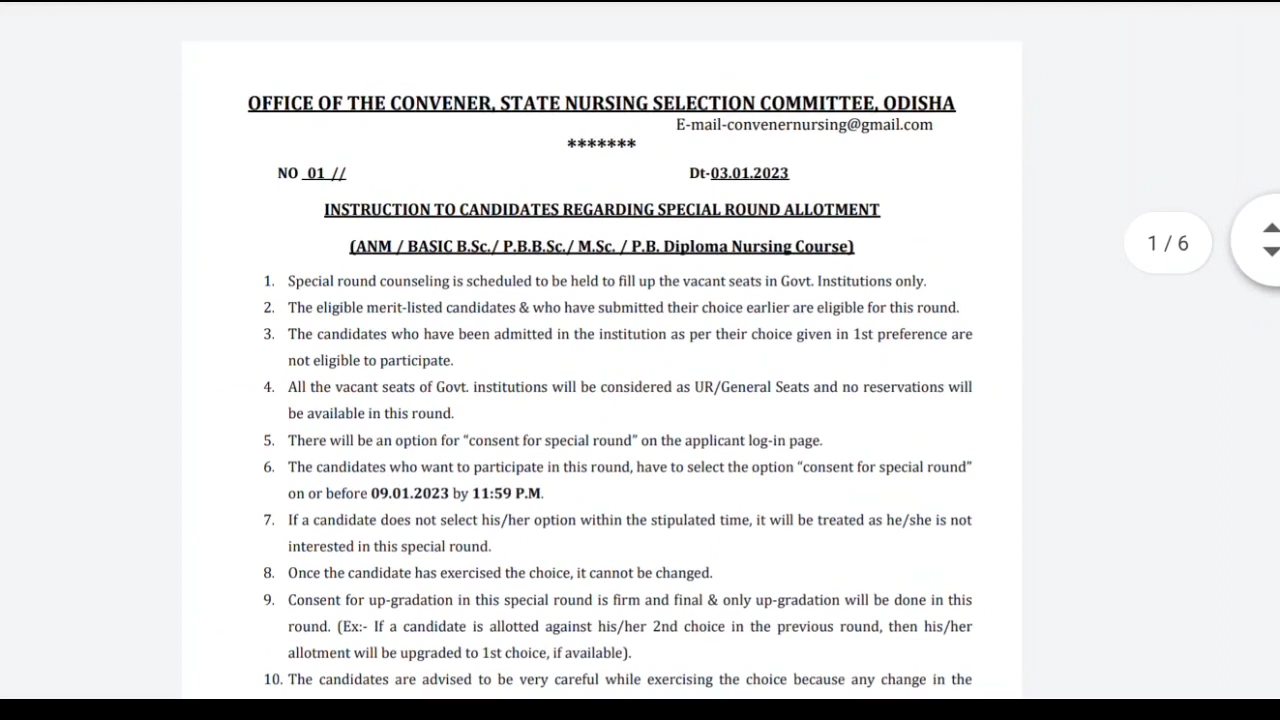 OFFICE OF THE CONVENER, STATE NURSING SELECTION COMMITTEE, ODISHA
E-mail-convenernursing@gmail.com
*******
NO 01 // Dt-03.01.2023
INSTRUCTION TO CANDIDATES REGARDING SPECIAL ROUND ALLOTMENT
(ANM / BASIC B.Sc./ P.B.B.Sc./ M.Sc. / P.B. Diploma Nursing Course)
1. Special round counseling is scheduled to be held to fill up the vacant seats in Govt. Institutions only.
2. The eligible merit-listed candidates & who have submitted their choice earlier are eligible for this round.
3. The candidates who have been admitted in the institution as per their choice given in 1st preference are
not eligible to participate.
4. All the vacant seats of Govt. institutions will be considered as UR/General Seats and no reservations will
be available in this round.
5. There will be an option for "consent for special round" on the applicant log-in page.
6. The candidates who want to participate in this round, have to select the option "consent for special round"
on or before 09.01.2023 by 11:59 P.M.
7. If a candidate does not select his/her option within the stipulated time, it will be treated as he/she is not
interested in this special round.
8. Once the candidate has exercised the choice, it cannot be changed.
9. Consent for up-gradation in this special round is firm and final & only up-gradation will be done in this
round. (Ex:- If a candidate is allotted against his/her 2nd choice in the previous round, then his/her
allotment will be upgraded to 1st choice, if available).
10. The candidates are advised to be very careful while exercising the choice because any change in the
1 / 6